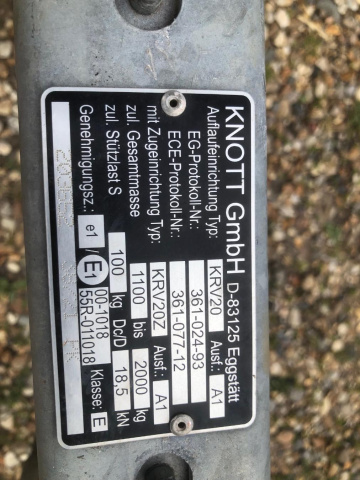 KNOTT GmbH D-83125 Eggstätt
Auflaufeinrichtung Typ: KRV20 Ausf.: A1
EG-Protokoll-Nr.: 361-024-93
ECE-Protokoll-Nr.: 361-077-12
mit Zugeinrichtung Typ: KRV20Z Ausf.: A1
zul. Gesamtmasse 1100 bis 2000 kg
zul. Stützlast S 100 kg Dc/D 18,5 kN
Genehmigungsz.: e1 00-1018 Klasse: E
E1 55R-011018